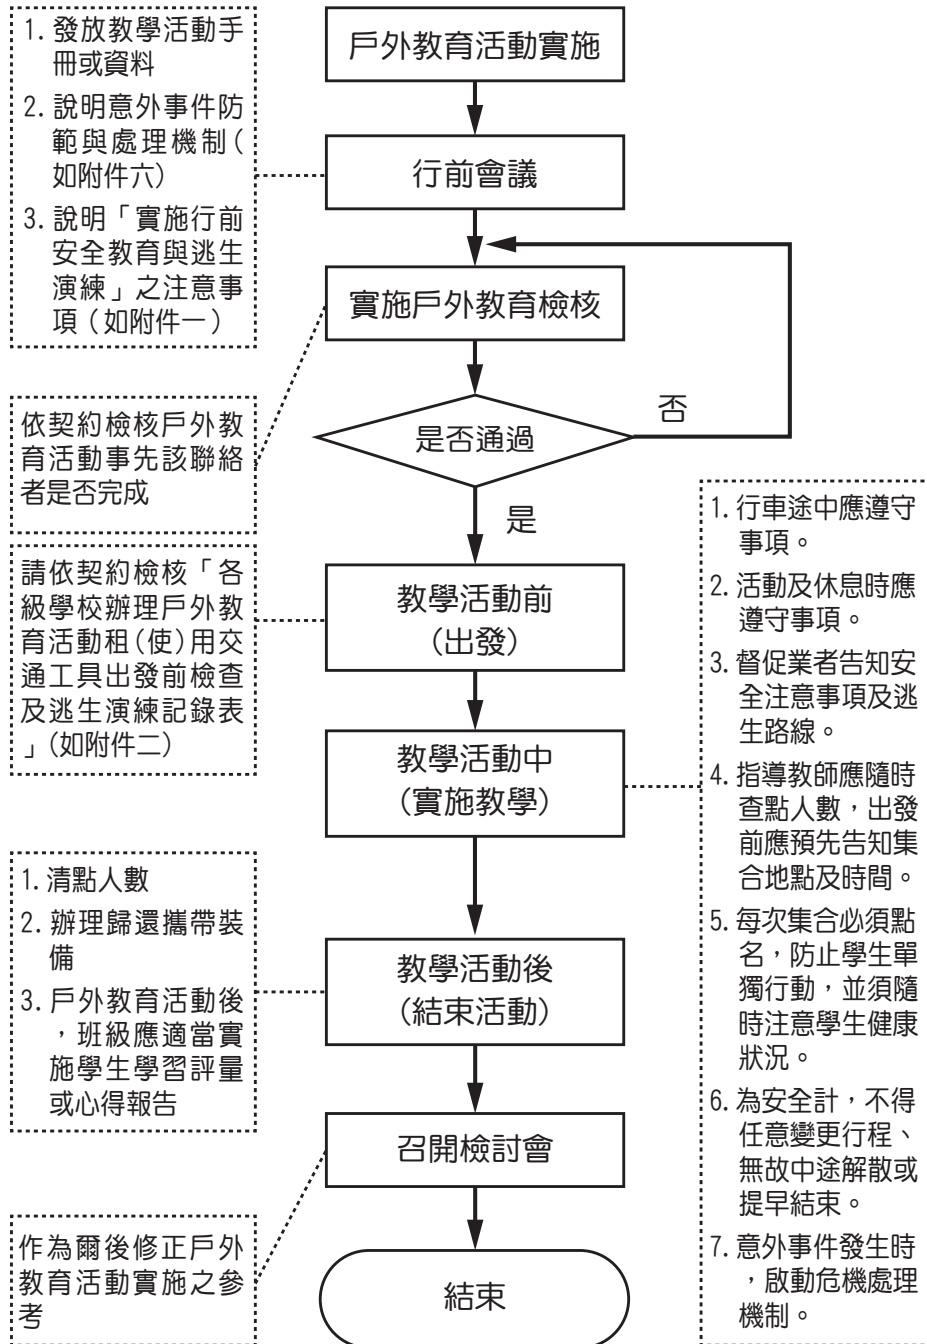 1. 發放教學活動手
冊或資料
2. 說明意外事件防
範與處理機制(
如附件六)
3. 說明「實施行前
安全教育與逃生
演練」之注意事
項（如附件一）
戶外教育活動實施
行前會議
實施戶外教育檢核
依契約檢核戶外教
育活動事先該聯絡
者是否完成
是否通過
否
是
請依契約檢核「各
級學校辦理戶外教
育活動租(使)用交
通工具出發前檢查
及逃生演練記錄表
」(如附件二)
教學活動前
(出發)
教學活動中
(實施教學)
1. 行車途中應遵守
事項。
2. 活動及休息時應
遵守事項。
3. 督促業者告知安
全注意事項及逃
生路線。
4. 指導教師應隨時
查點人數，出發
前應預先告知集
合地點及時間。
5. 每次集合必須點
名，防止學生單
獨行動，並須隨
時注意學生健康
狀況。
6. 為安全計，不得
任意變更行程、
無故中途解散或
提早結束。
7. 意外事件發生時
，啟動危機處理
機制。
1. 清點人數
2. 辦理歸還攜帶裝
備
3. 戶外教育活動後
，班級應適當實
施學生學習評量
或心得報告
教學活動後
(結束活動)
召開檢討會
作為爾後修正戶外
教育活動實施之參
考
結束